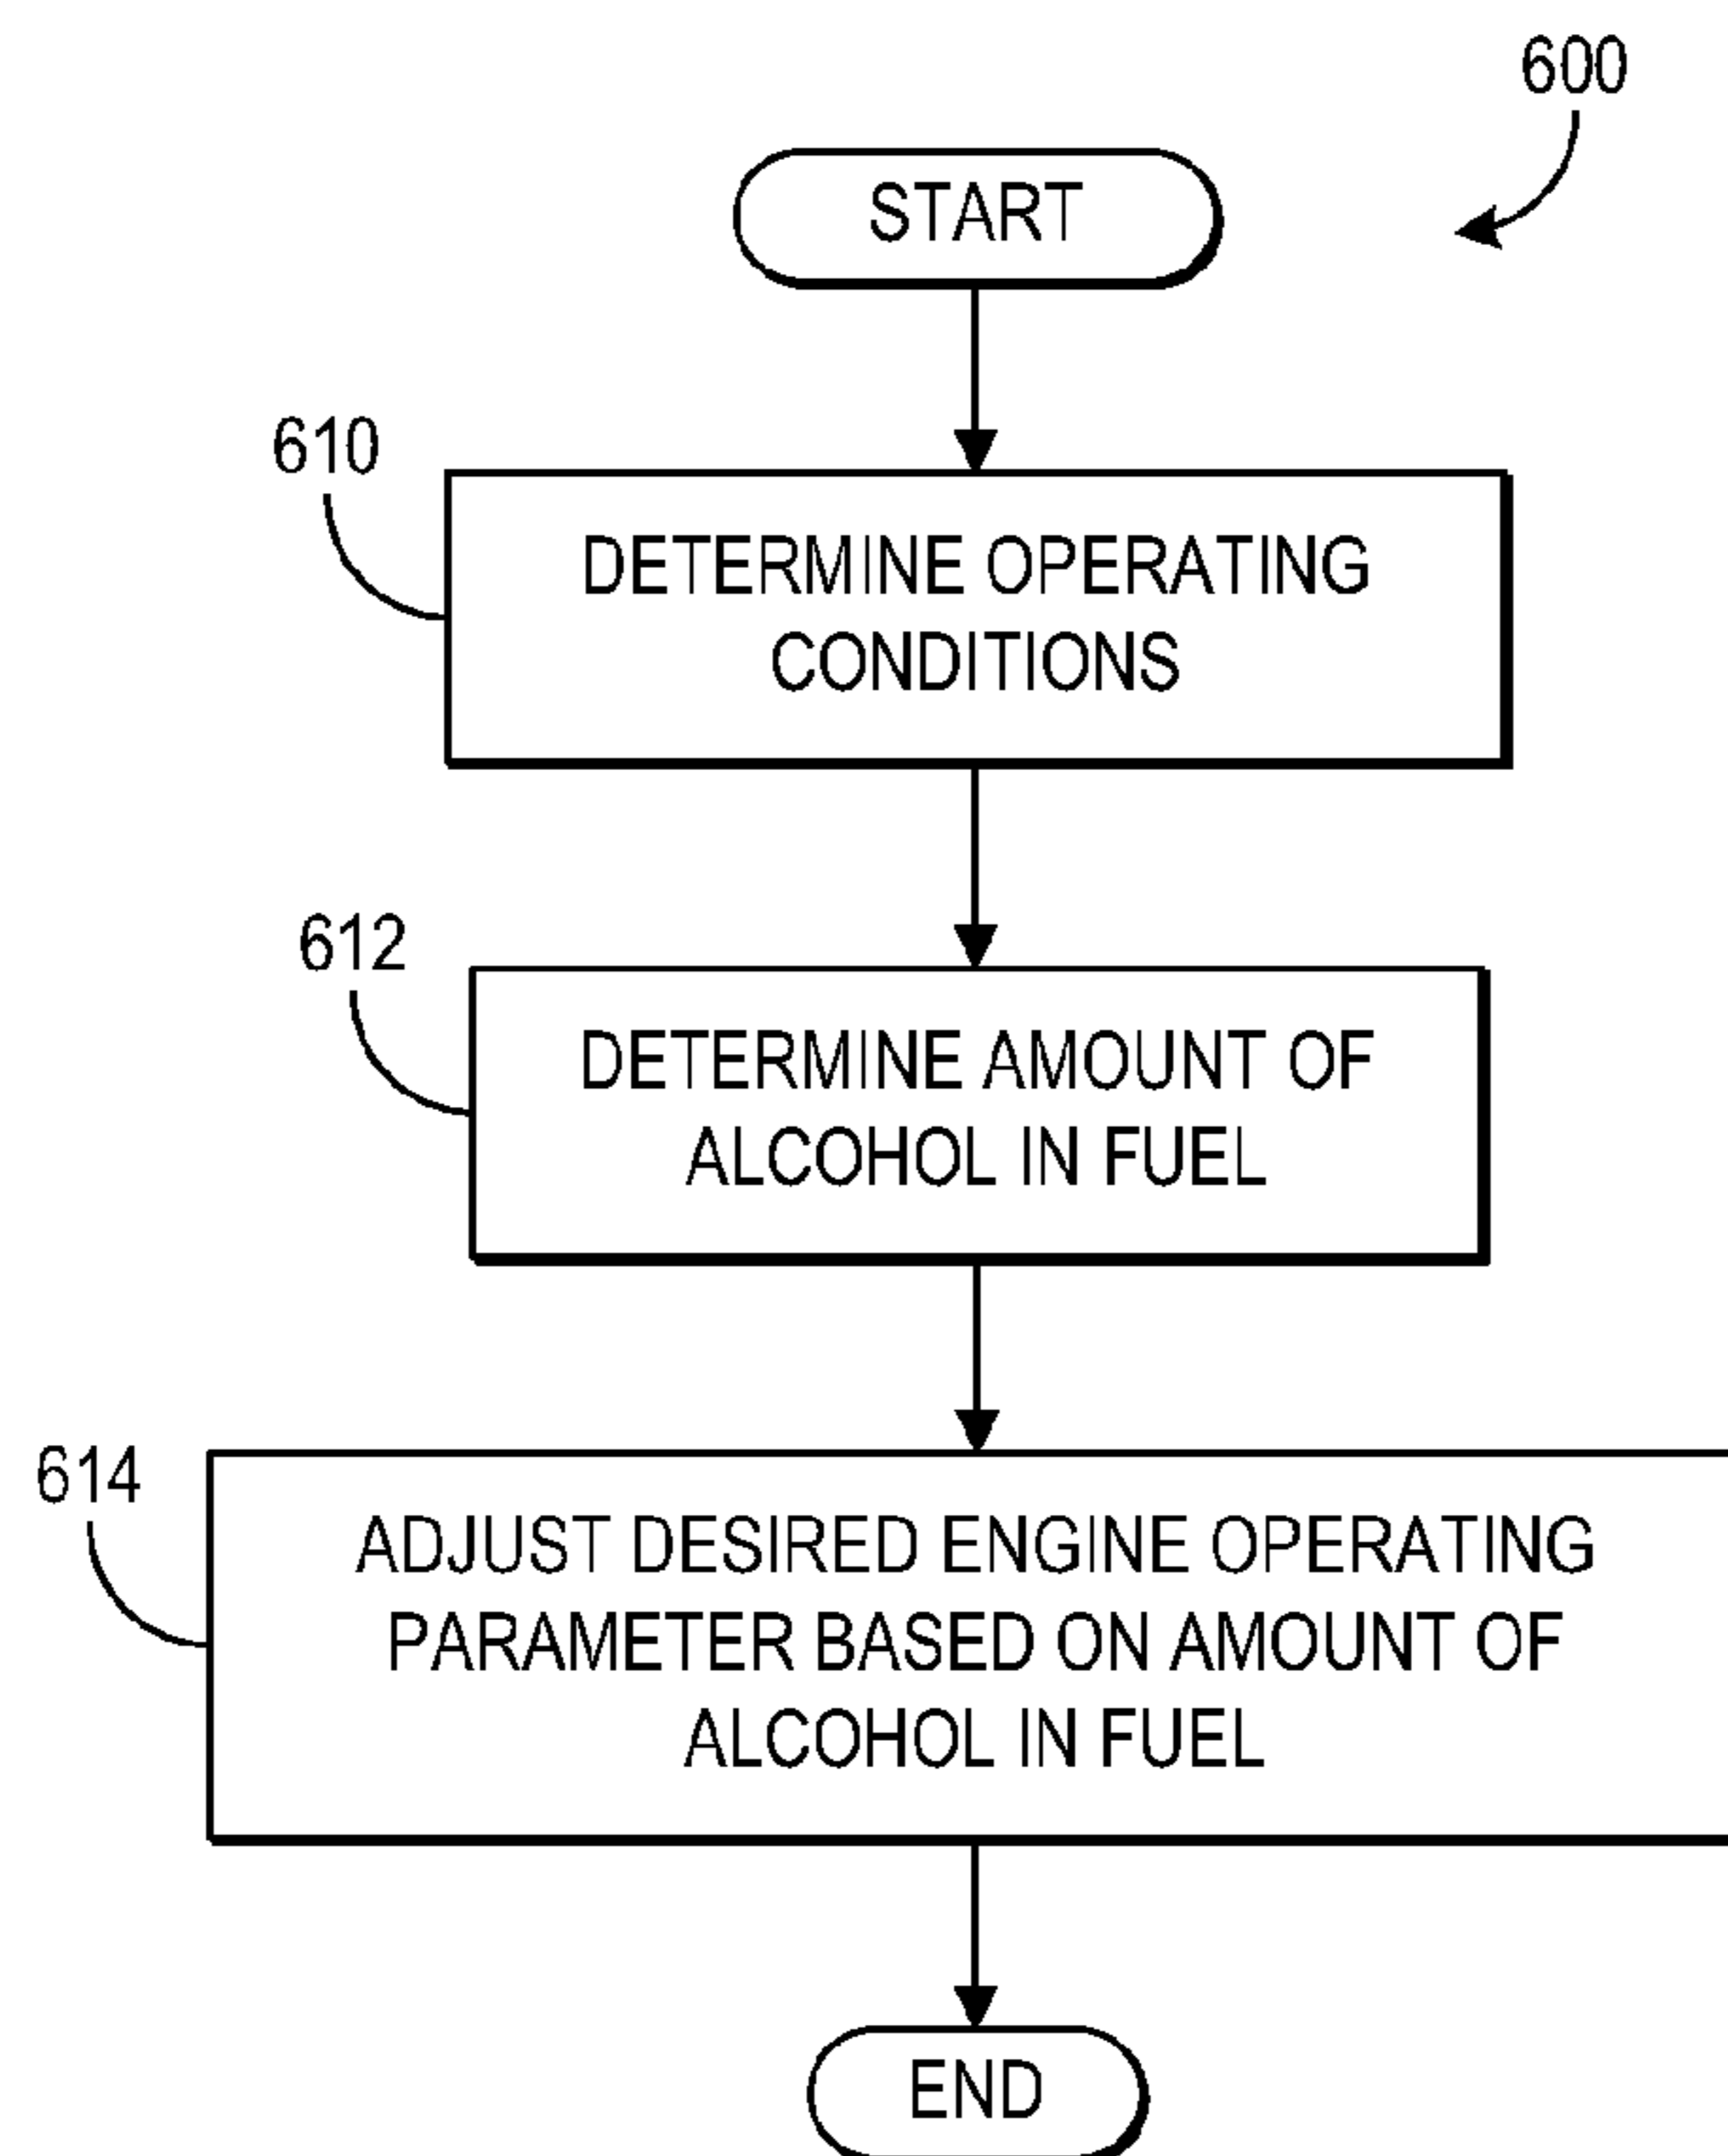 600
START
610
DETERMINE OPERATING
CONDITIONS
612
DETERMINE AMOUNT OF
ALCOHOL IN FUEL
614
ADJUST DESIRED ENGINE OPERATING
PARAMETER BASED ON AMOUNT OF
ALCOHOL IN FUEL
END